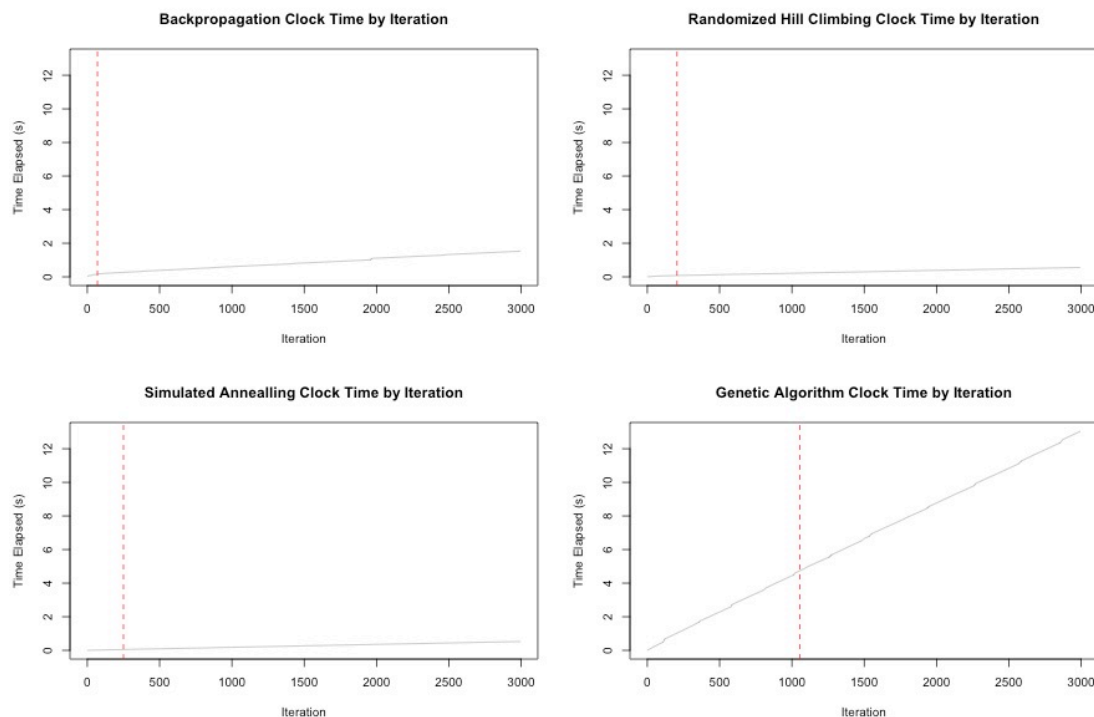 Backpropagation Clock Time by Iteration
Time Elapsed (s)
0 2 4 6 8 10 12
0 500 1000 1500 2000 2500 3000
Iteration
Randomized Hill Climbing Clock Time by Iteration
Time Elapsed (s)
0 2 4 6 8 10 12
0 500 1000 1500 2000 2500 3000
Iteration
Simulated Annealling Clock Time by Iteration
Time Elapsed (s)
0 2 4 6 8 10 12
0 500 1000 1500 2000 2500 3000
Iteration
Genetic Algorithm Clock Time by Iteration
Time Elapsed (s)
0 2 4 6 8 10 12
0 500 1000 1500 2000 2500 3000
Iteration